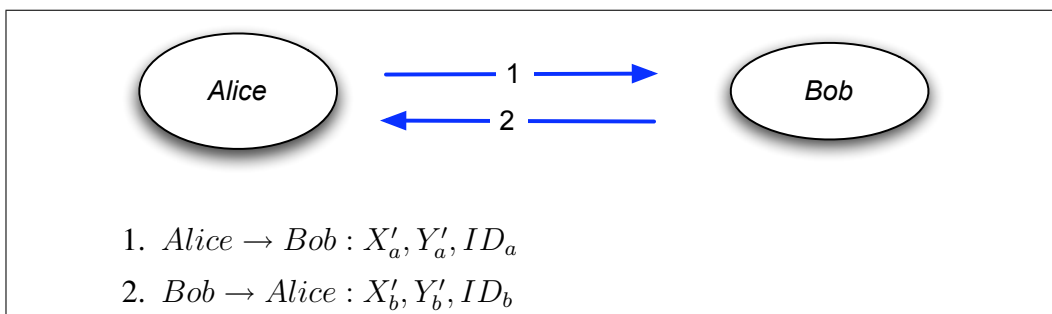 Alice
1
Bob
2
1. Alice → Bob : X'_a, Y'_a, ID_a
2. Bob → Alice : X'_b, Y'_b, ID_b